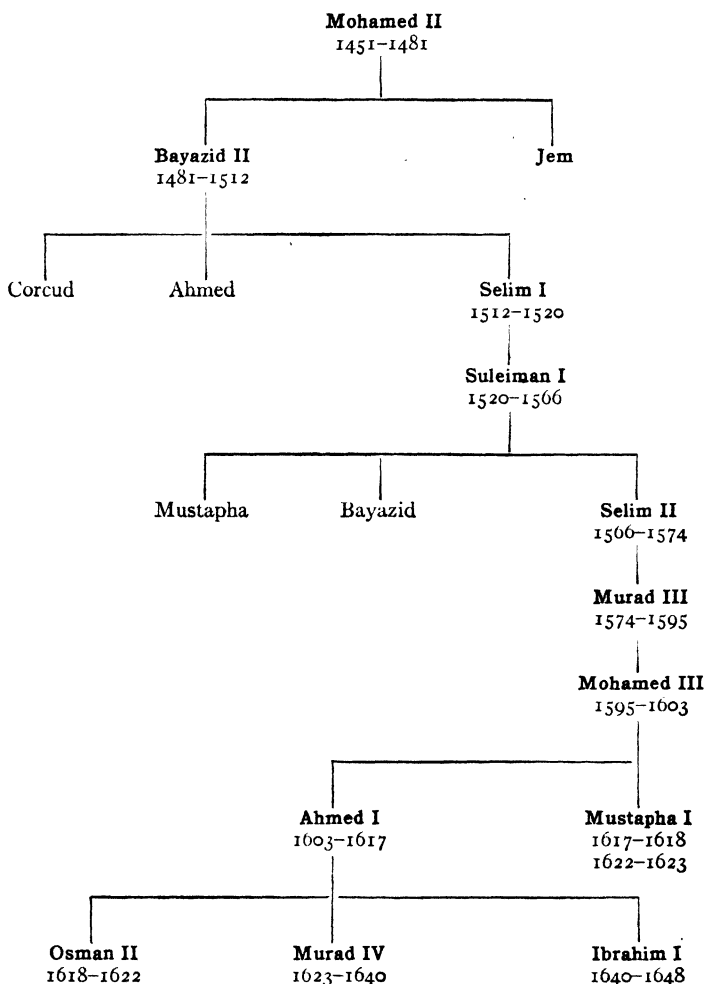 Mohamed II
1451–1481
Bayazid II
1481–1512
Jem
Corcud
Ahmed
Selim I
1512–1520
Suleiman I
1520–1566
Mustapha
Bayazid
Selim II
1566–1574
Murad III
1574–1595
Mohamed III
1595–1603
Ahmed I
1603–1617
Mustapha I
1617–1618
1622–1623
Osman II
1618–1622
Murad IV
1623–1640
Ibrahim I
1640–1648